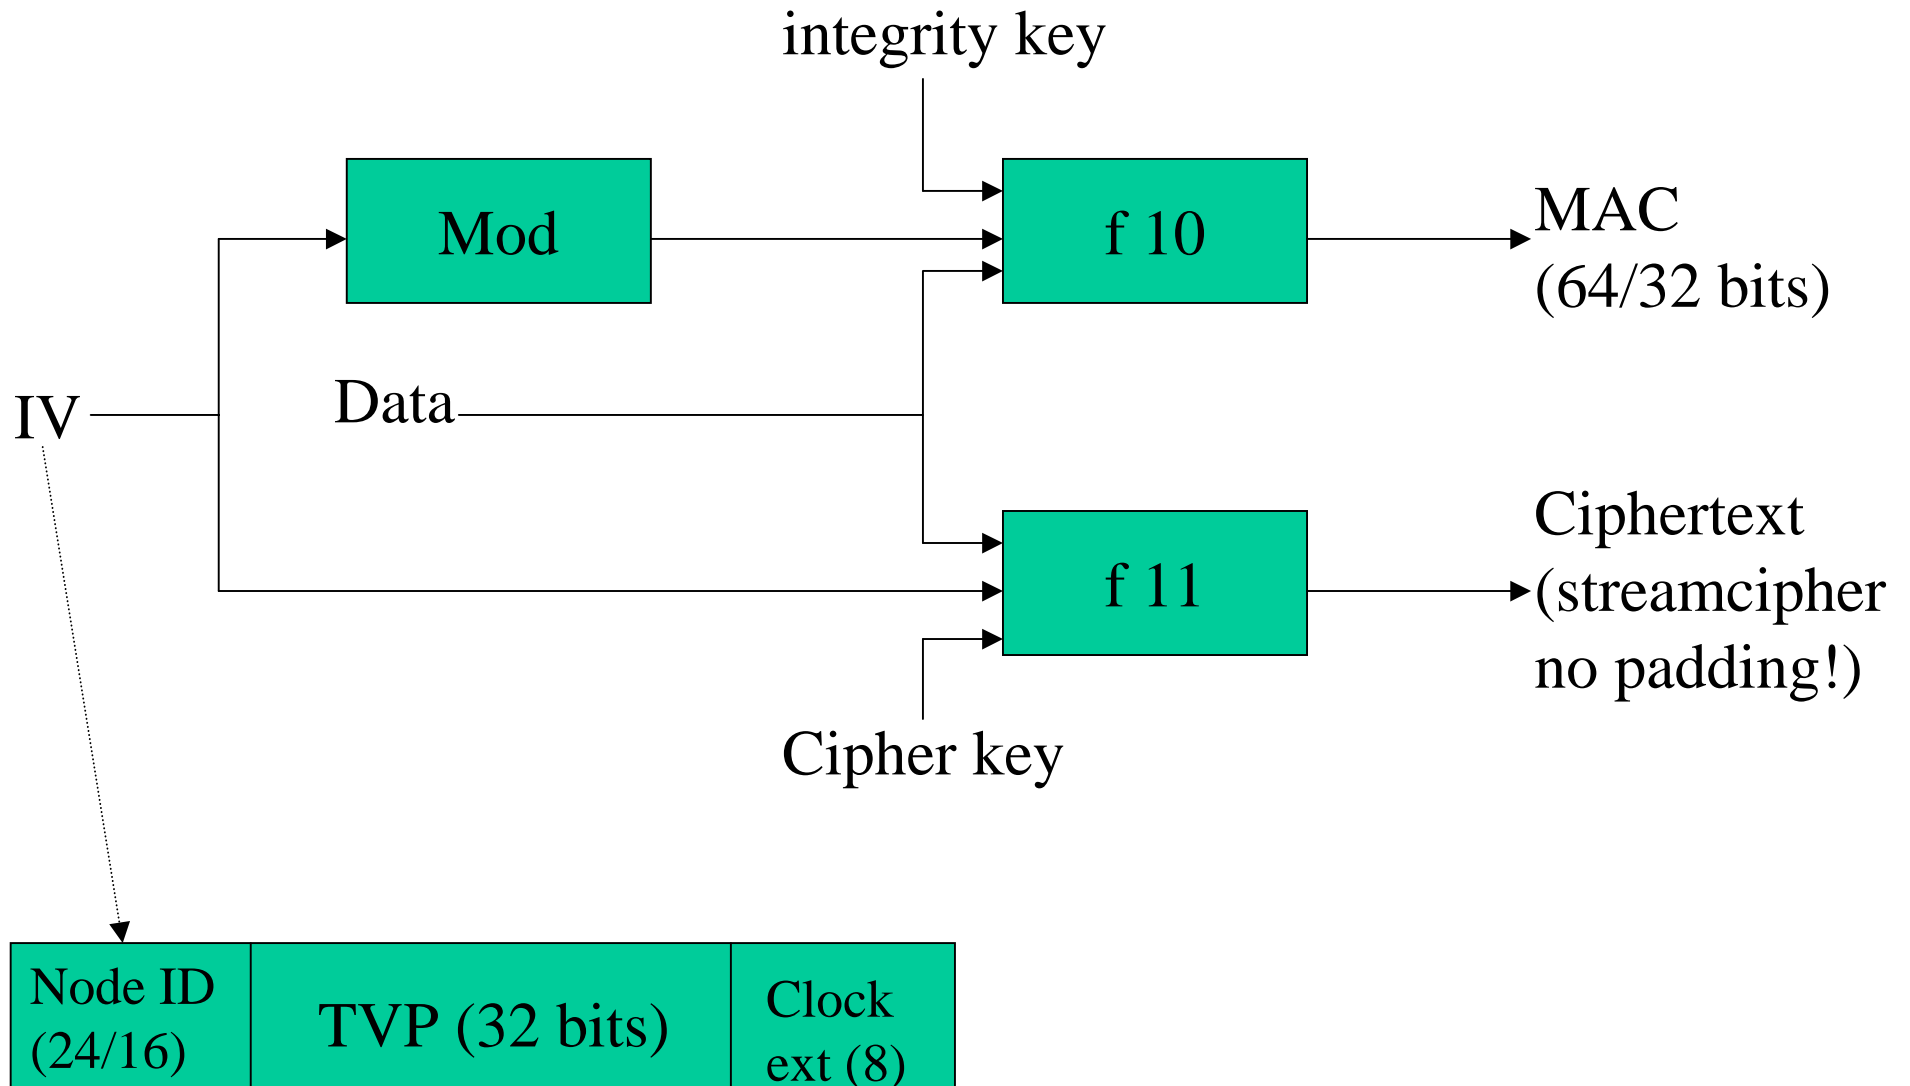 integrity key
Mod
f 10
MAC
(64/32 bits)
IV
Data
f 11
Ciphertext
(streamcipher
no padding!)
Cipher key
Node ID
(24/16)
TVP (32 bits)
Clock
ext (8)